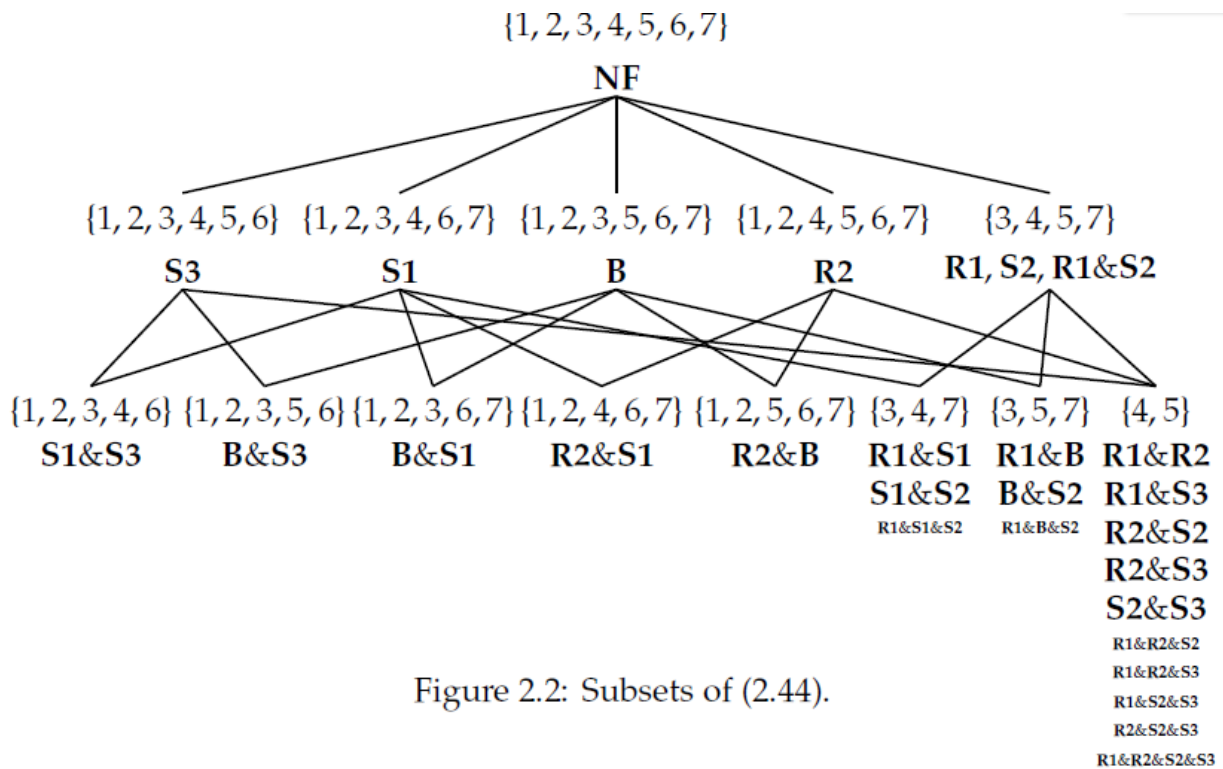 {1, 2, 3, 4, 5, 6, 7}
NF
{1, 2, 3, 4, 5, 6} {1, 2, 3, 4, 6, 7} {1, 2, 3, 5, 6, 7} {1, 2, 4, 5, 6, 7} {3, 4, 5, 7}
S3 S1 B R2 R1, S2, R1&S2
{1, 2, 3, 4, 6} {1, 2, 3, 5, 6} {1, 2, 3, 6, 7} {1, 2, 4, 6, 7} {1, 2, 5, 6, 7} {3, 4, 7} {3, 5, 7} {4, 5}
S1&S3 B&S3 B&S1 R2&S1 R2&B R1&S1 R1&B R1&R2
S1&S2 B&S2 R1&S3
R1&S1&S2 R1&B&S2 R2&S2
R2&S3
S2&S3
R1&R2&S2
R1&R2&S3
R1&S2&S3
R2&S2&S3
R1&R2&S2&S3
Figure 2.2: Subsets of (2.44).